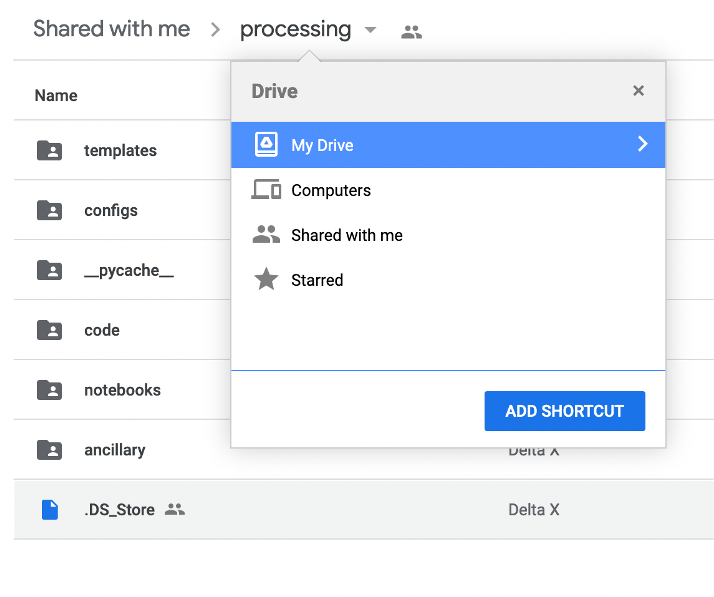 Shared with me > processing
Drive ×
Name
My Drive
templates
Computers
configs
Shared with me
__pycache__
Starred
code
notebooks
ADD SHORTCUT
ancillary Delta X
.DS_Store Delta X